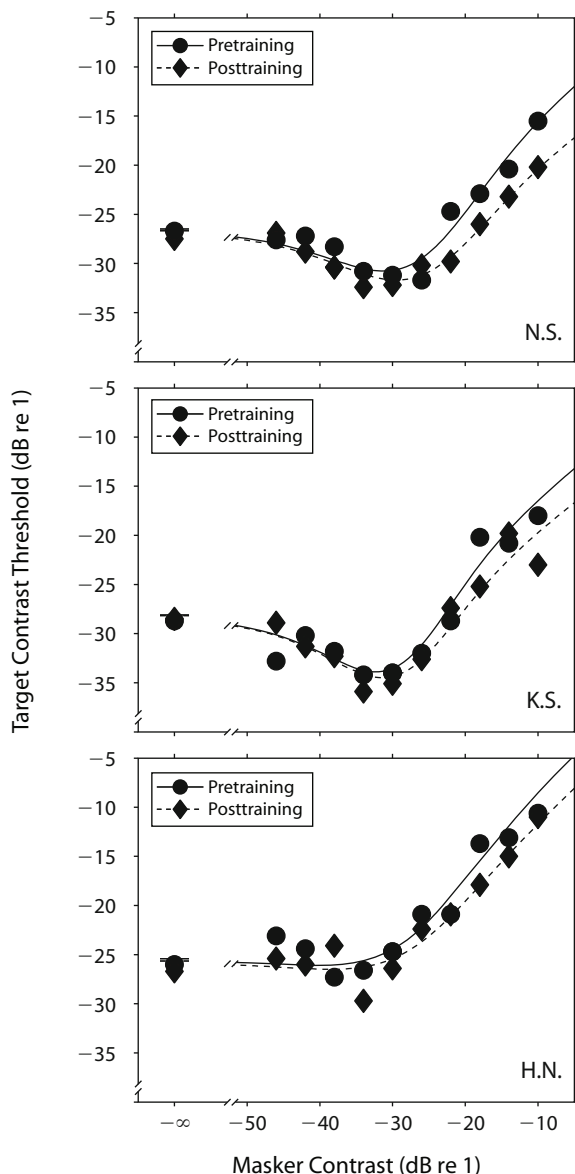 −5
−10
−15
−20
−25
−30
−35
Pretraining
Posttraining
N.S.
−5
−10
−15
−20
−25
−30
−35
Pretraining
Posttraining
K.S.
−5
−10
−15
−20
−25
−30
−35
Pretraining
Posttraining
H.N.
Target Contrast Threshold (dB re 1)
−∞ −50 −40 −30 −20 −10
Masker Contrast (dB re 1)